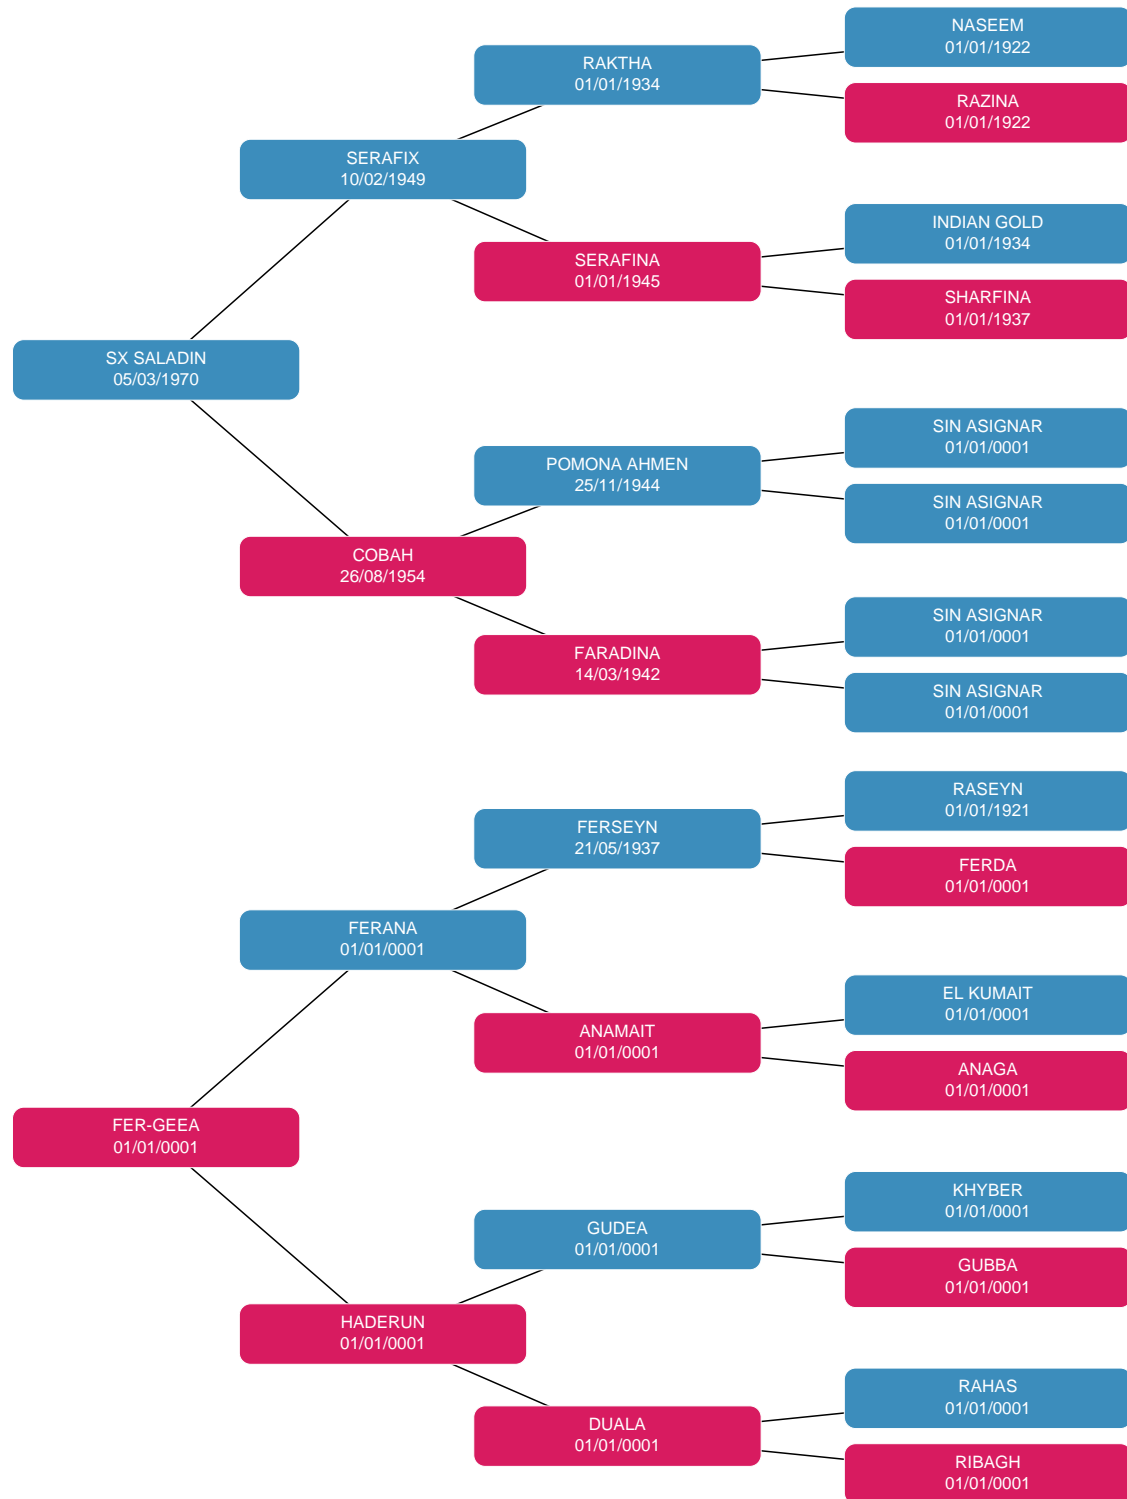 NASEEM
01/01/1922
RAKTHA
01/01/1934
RAZINA
01/01/1922
SERAFIX
10/02/1949
INDIAN GOLD
01/01/1934
SERAFINA
01/01/1945
SHARFINA
01/01/1937
SX SALADIN
05/03/1970
SIN ASIGNAR
01/01/0001
POMONA AHMEN
25/11/1944
SIN ASIGNAR
01/01/0001
COBAH
26/08/1954
SIN ASIGNAR
01/01/0001
FARADINA
14/03/1942
SIN ASIGNAR
01/01/0001
RASEYN
01/01/1921
FERSEYN
21/05/1937
FERDA
01/01/0001
FERANA
01/01/0001
EL KUMAIT
01/01/0001
ANAMAIT
01/01/0001
ANAGA
01/01/0001
FER-GEEA
01/01/0001
KHYBER
01/01/0001
GUDEA
01/01/0001
GUBBA
01/01/0001
HADERUN
01/01/0001
RAHAS
01/01/0001
DUALA
01/01/0001
RIBAGH
01/01/0001